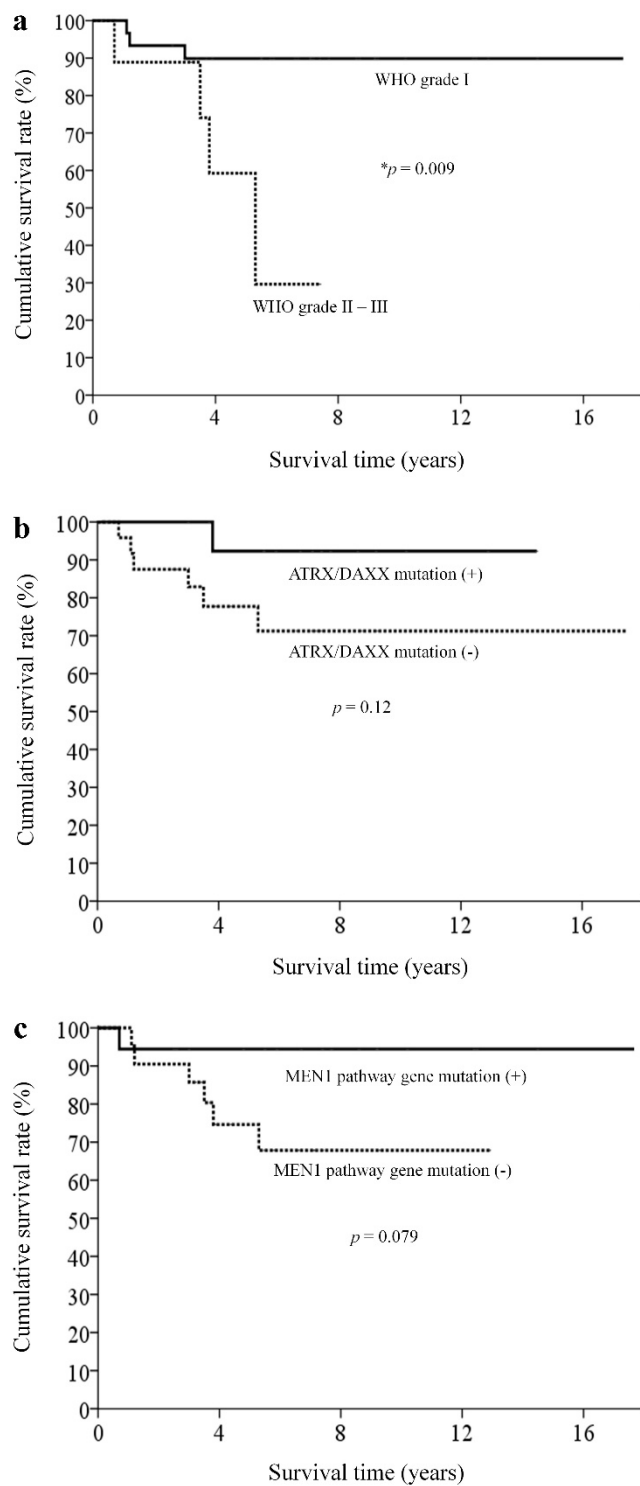 a
Cumulative survival rate (%)
100
90
80
70
60
50
40
30
20
10
0
WHO grade I
*p = 0.009
WHO grade II – III
0 4 8 12 16
Survival time (years)
b
Cumulative survival rate (%)
100
90
80
70
60
50
40
30
20
10
0
ATRX/DAXX mutation (+)
ATRX/DAXX mutation (-)
p = 0.12
0 4 8 12 16
Survival time (years)
c
Cumulative survival rate (%)
100
90
80
70
60
50
40
30
20
10
0
MEN1 pathway gene mutation (+)
MEN1 pathway gene mutation (-)
p = 0.079
0 4 8 12 16
Survival time (years)